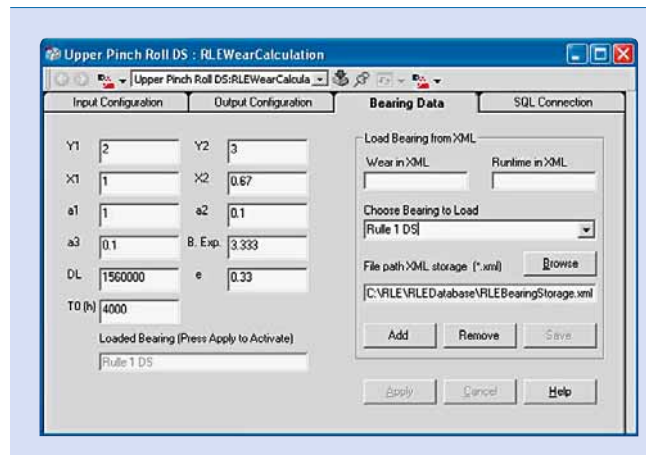 Upper Pinch Roll DS : RLEWearCalculation
Upper Pinch Roll DS:RLEWearCalcula
Input Configuration
Output Configuration
Bearing Data
SQL Connection
Y1 2 Y2 3
X1 1 X2 0.67
a1 1 a2 0.1
a3 0.1 B. Exp. 3.333
DL 1560000 e 0.33
T0 (h) 4000
Loaded Bearing (Press Apply to Activate)
Rulle 1 DS
Load Bearing from XML
Wear in XML Runtime in XML
Choose Bearing to Load
Rulle 1 DS
File path XML storage (*.xml) Browse
C:\RLE\RLEDatabase\RLEBearingStorage.xml
Add Remove Save
Apply Cancel Help